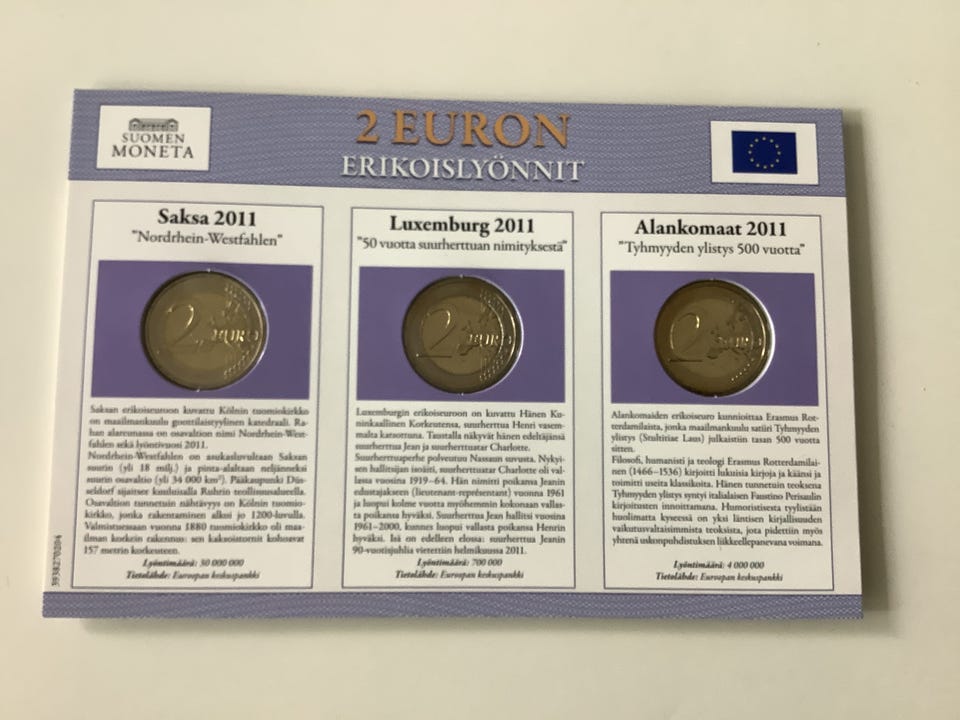 SUOMEN
MONETA
2 EURON
ERIKOISLYÖNNIT
Saksa 2011
"Nordrhein-Westfahlen"
2 EURO
Saksan erikoiseuroon kuvattu Kölnin tuomiokirkko
on maailmankuulu goottilaistyylinen katedraali. Ra-
han alareunassa on osavaltion nimi Nordrhein-West-
fahlen sekä lyöntivuosi 2011.
Nordrhein-Westfahlen on asukasluvultaan Saksan
suurin (yli 18 milj.) ja pinta-alaltaan neljänneksi
suurin osavaltio (yli 34 000 km²). Pääkaupunki Düs-
seldorf sijaitsee kuuluisalla Ruhrin teollisuusalueella.
Osavaltion tunnetuin nähtävyys on Kölnin tuomio-
kirkko, jonka rakentaminen alkoi jo 1200-luvulla.
Valmistuessaan vuonna 1880 tuomiokirkko oli maa-
ilman korkein rakennus: sen kaksoistornit kohoavat
157 metrin korkeuteen.
Lyöntimäärä: 30 000 000
Tietolähde: Euroopan keskuspankki
Luxemburg 2011
"50 vuotta suurherttuan nimityksestä"
2 EURO
Luxemburgin erikoiseuroon on kuvattu Hänen Ku-
ninkaallinen Korkeutensa, suurherttua Henri vasem-
malta katsottuna. Taustalla näkyvät hänen edeltäjänsä
suurherttua Jean ja suurherttuatar Charlotte.
Suurherttuaperhe polveutuu Nassaun suvusta. Nykyi-
sen hallitsijan isoäiti, suurherttuatar Charlotte oli val-
lassa vuosina 1919–64. Hän nimitti poikansa Jeanin
edustajakseen (lieutenant-représentant) vuonna 1961
ja luopui kolme vuotta myöhemmin kokonaan vallas-
ta poikansa hyväksi. Suurherttua Jean hallitsi vuosina
1961–2000, kunnes luopui vallasta poikansa Henrin
hyväksi. Isä on edelleen elossa: suurherttua Jeanin
90-vuotisjuhlia vietettiin helmikuussa 2011.
Lyöntimäärä: 700 000
Tietolähde: Euroopan keskuspankki
Alankomaat 2011
"Tyhmyyden ylistys 500 vuotta"
2 EURO
Alankomaiden erikoiseuro kunnioittaa Erasmus Rot-
terdamilaista, jonka maailmankuulu satiiri Tyhmyyden
ylistys (Stultitiae Laus) julkaistiin tasan 500 vuotta
sitten.
Filosofi, humanisti ja teologi Erasmus Rotterdamilai-
nen (1466–1536) kirjoitti lukuisia kirjoja ja käänsi ja
toimitti useita klassikoita. Hänen tunnetuin teoksensa
Tyhmyyden ylistys syntyi italialaisen Faustino Perisaulin
kirjoitusten innoittamana. Humoristisesta tyylistään
huolimatta kyseessä on yksi läntisen kirjallisuuden
vaikutusvaltaisimmista teoksista, jota pidettiin myös
yhtenä uskonpuhdistuksen liikkeellepanevana voimana.
Lyöntimäärä: 4 000 000
Tietolähde: Euroopan keskuspankki
3938270204